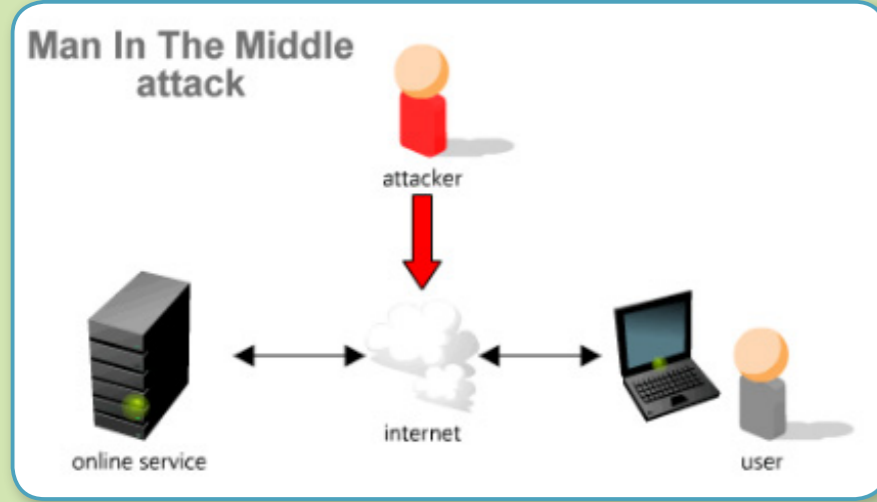 Man In The Middle
attack
attacker
internet
online service
user